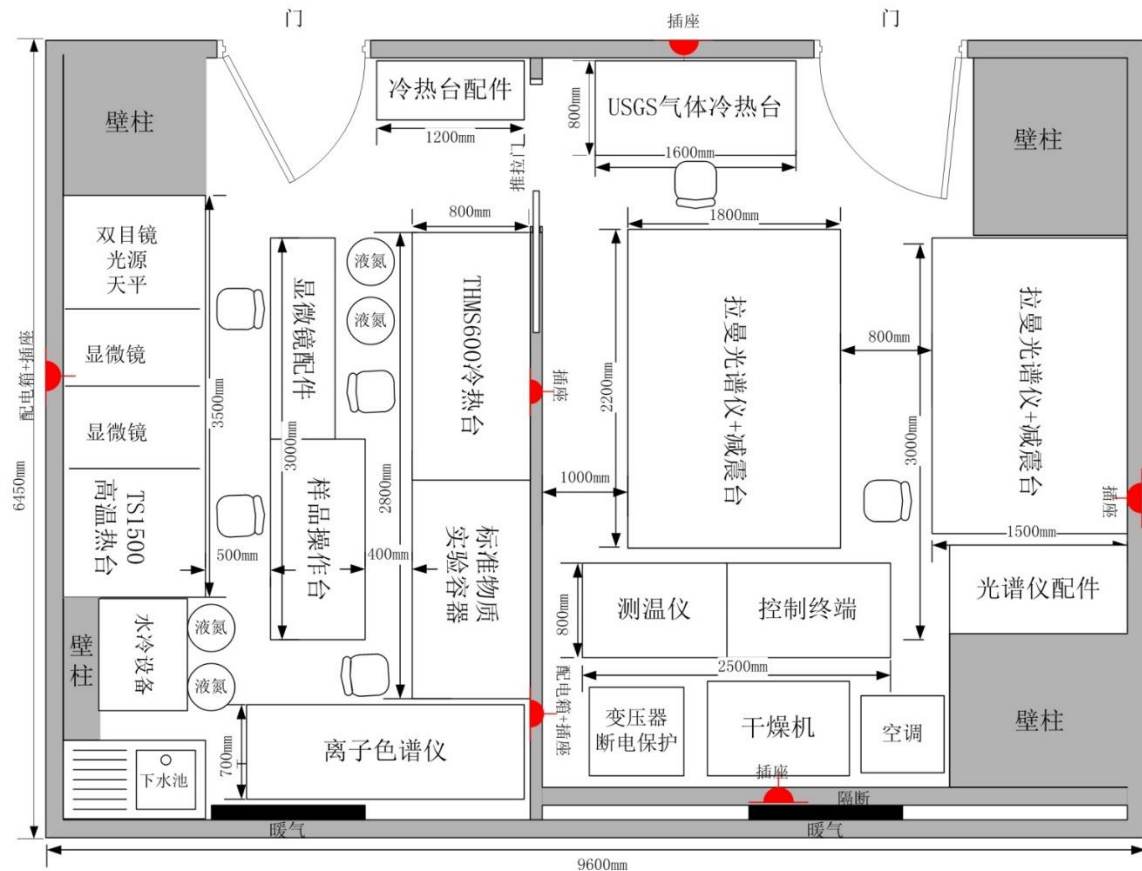 门
插座
门
壁柱
冷热台配件
1200mm
推拉门
800mm
USGS气体冷热台
1600mm
壁柱
双目镜
光源
天平
显微镜
显微镜
TS1500
高温热台
3500mm
配电箱+插座
6450mm
显微镜配件
3000mm
样品操作台
500mm
液氮
液氮
800mm
THMS600冷热台
2800mm
400mm
标准物质
实验容器
插座
1000mm
1800mm
2200mm
拉曼光谱仪+减震台
800mm
3000mm
拉曼光谱仪+减震台
插座
1500mm
光谱仪配件
壁柱
水冷设备
液氮
液氮
下水池
700mm
离子色谱仪
暖气
配电箱+插座
800mm
测温仪
控制终端
2500mm
变压器
断电保护
干燥机
空调
壁柱
插座
隔断
暖气
9600mm